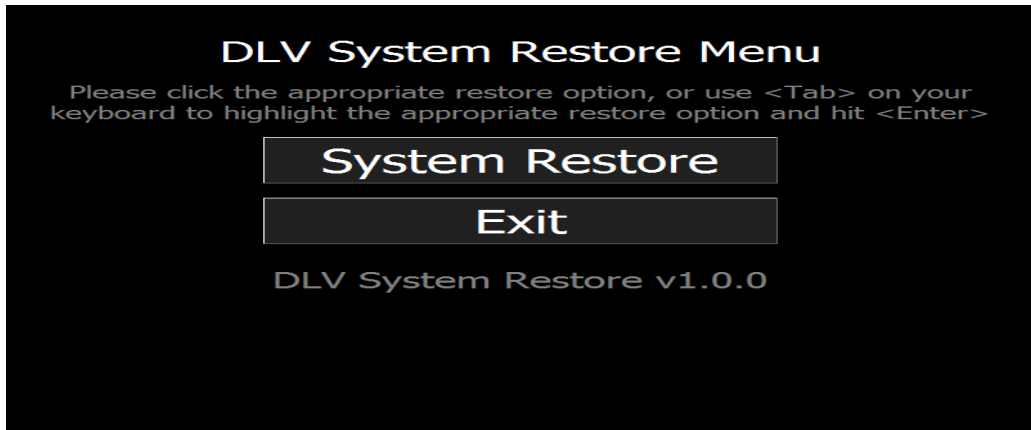 DLV System Restore Menu
Please click the appropriate restore option, or use <Tab> on your
keyboard to highlight the appropriate restore option and hit <Enter>
System Restore
Exit
DLV System Restore v1.0.0